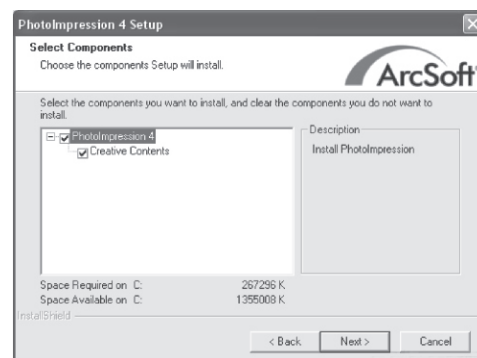 PhotoImpression 4 Setup
Select Components
Choose the components Setup will install.
ArcSoft
Select the components you want to install, and clear the components you do not want to
install.
PhotoImpression 4
Creative Contents
Description
Install PhotoImpression
Space Required on C: 267296 K
Space Available on C: 1355008 K
InstallShield
< Back
Next >
Cancel